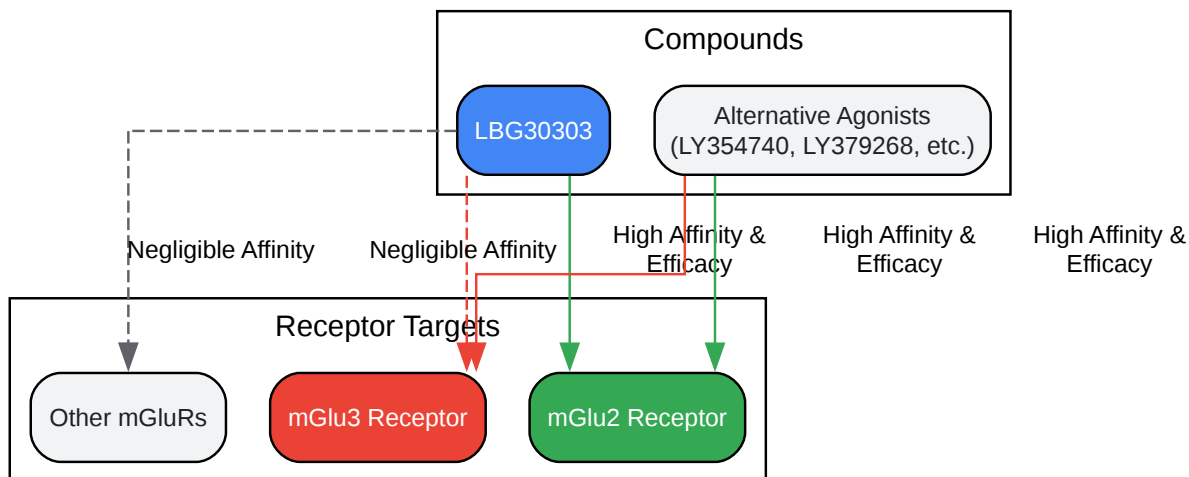 Compounds
LBG30303
Alternative Agonists
(LY354740, LY379268, etc.)
Negligible Affinity
Negligible Affinity
High Affinity &
Efficacy
High Affinity &
Efficacy
High Affinity &
Efficacy
Receptor Targets
Other mGluRs
mGlu3 Receptor
mGlu2 Receptor